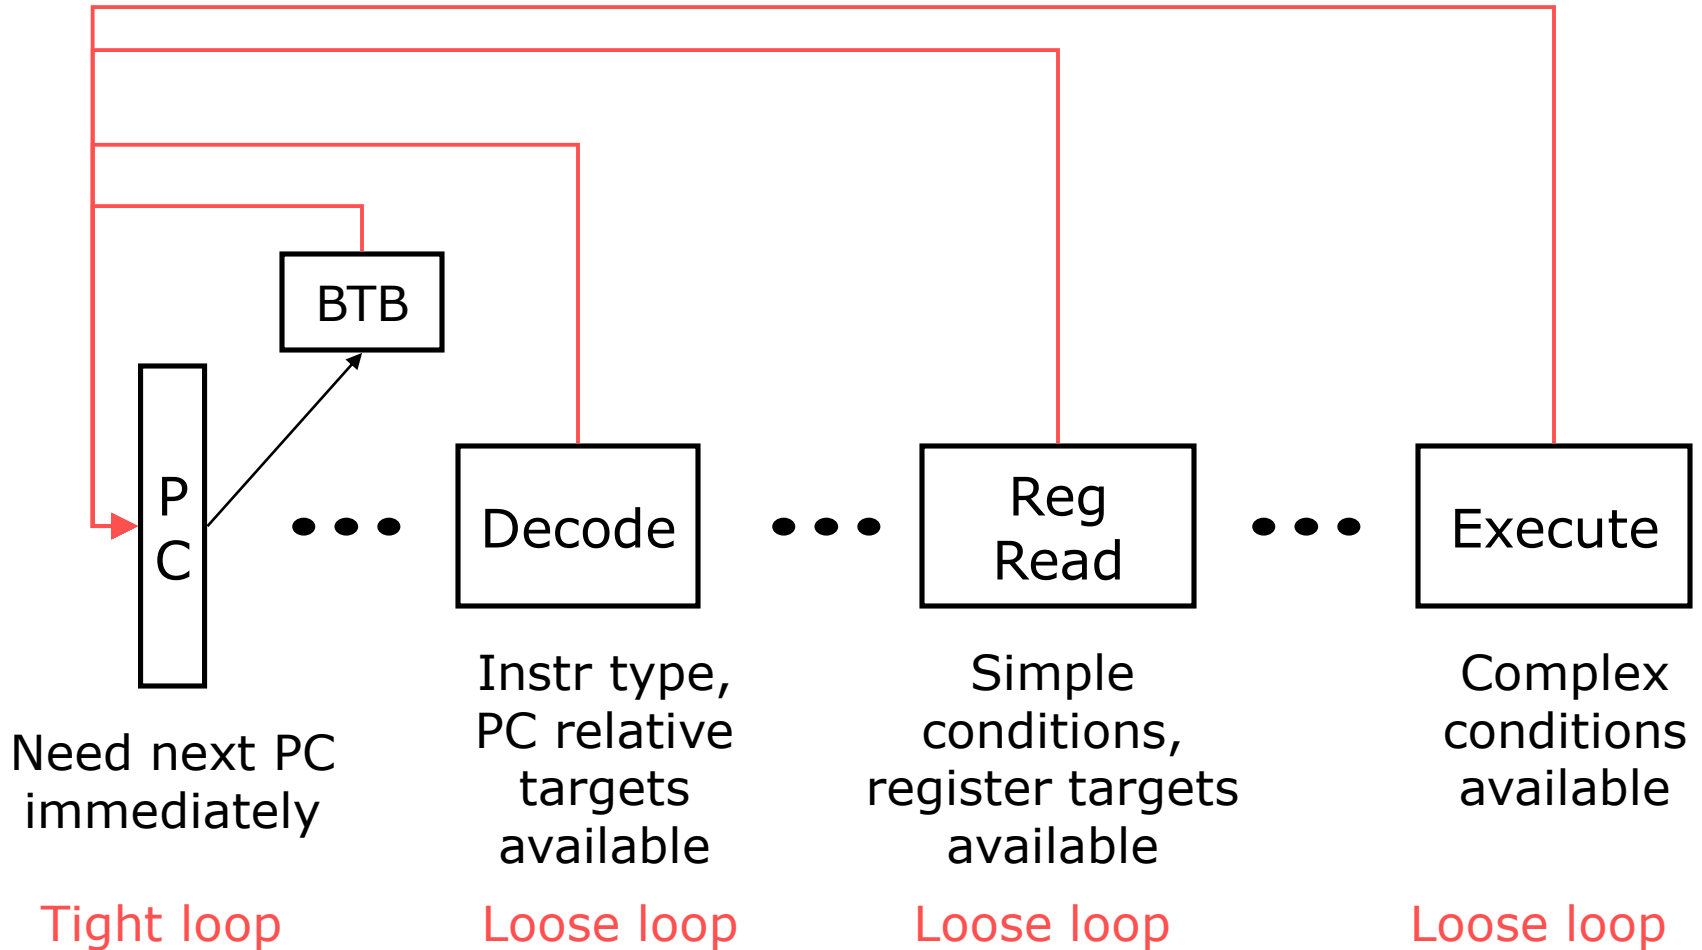 BTB
P
C
Decode
Reg
Read
Execute
Need next PC
immediately
Instr type,
PC relative
targets
available
Simple
conditions,
register targets
available
Complex
conditions
available
Tight loop
Loose loop
Loose loop
Loose loop